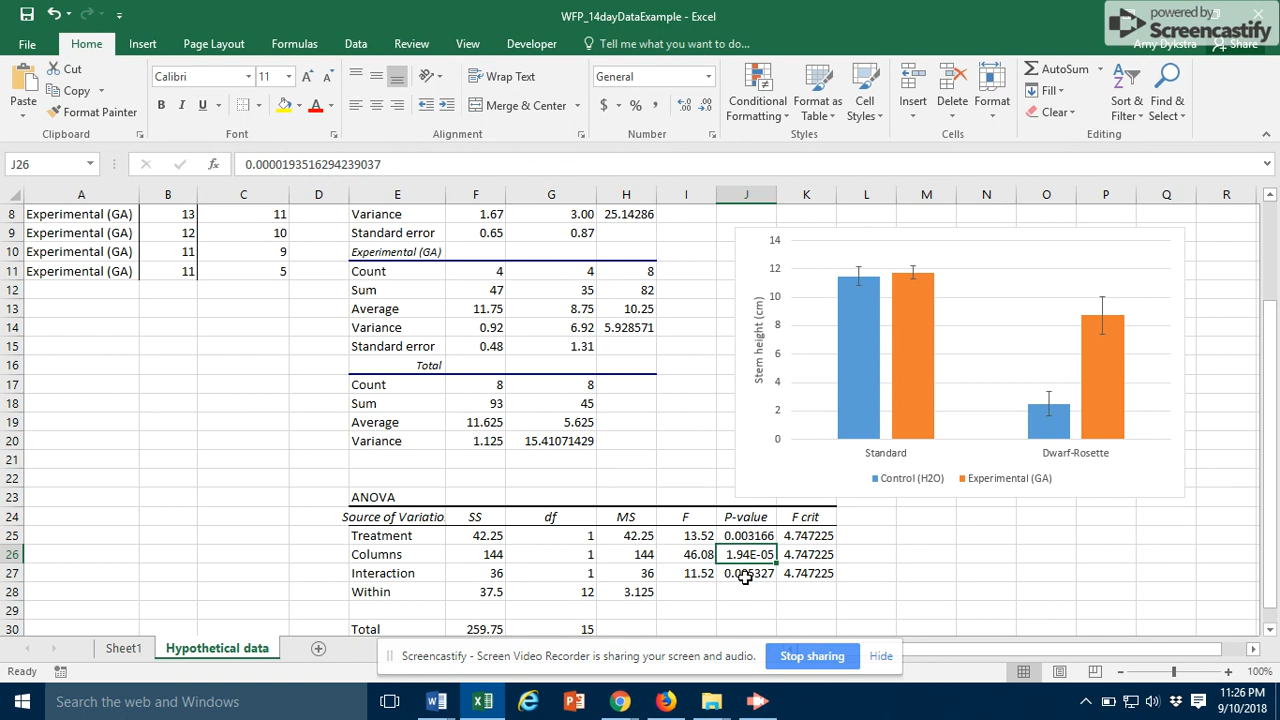 WFP_14dayDataExample - Excel
powered by
Screencastify
Amy Dykstra
Share
File Home Insert Page Layout Formulas Data Review View Developer Tell me what you want to do...
Paste
Cut
Copy
Format Painter
Clipboard
Calibri 11
B I U
Font
Wrap Text
Merge & Center
Alignment
General
$ % ,
Number
Conditional Formatting
Format as Table
Cell Styles
Styles
Insert Delete Format
Cells
AutoSum
Fill
Clear
Sort & Filter
Find & Select
Editing
J26 fx 0.0000193516294239037
A B C D E F G H I J K L M N O P Q R
8 Experimental (GA) 13 11 Variance 1.67 3.00 25.14286
9 Experimental (GA) 12 10 Standard error 0.65 0.87
10 Experimental (GA) 11 9 Experimental (GA)
11 Experimental (GA) 11 5 Count 4 4 8
12 Sum 47 35 82
13 Average 11.75 8.75 10.25
14 Variance 0.92 6.92 5.928571
15 Standard error 0.48 1.31
16 Total
17 Count 8 8
18 Sum 93 45
19 Average 11.625 5.625
20 Variance 1.125 15.41071429
21
22
23 ANOVA
24 Source of Variatio SS df MS F P-value F crit
25 Treatment 42.25 1 42.25 13.52 0.003166 4.747225
26 Columns 144 1 144 46.08 1.94E-05 4.747225
27 Interaction 36 1 36 11.52 0.005327 4.747225
28 Within 37.5 12 3.125
29
30 Total 259.75 15
14
12
10
8
6
4
2
0
Stem height (cm)
Standard Dwarf-Rosette
Control (H2O) Experimental (GA)
Sheet1 Hypothetical data
Screencastify - Screen Video Recorder is sharing your screen and audio. Stop sharing Hide
Ready 100%
Search the web and Windows
11:26 PM
9/10/2018